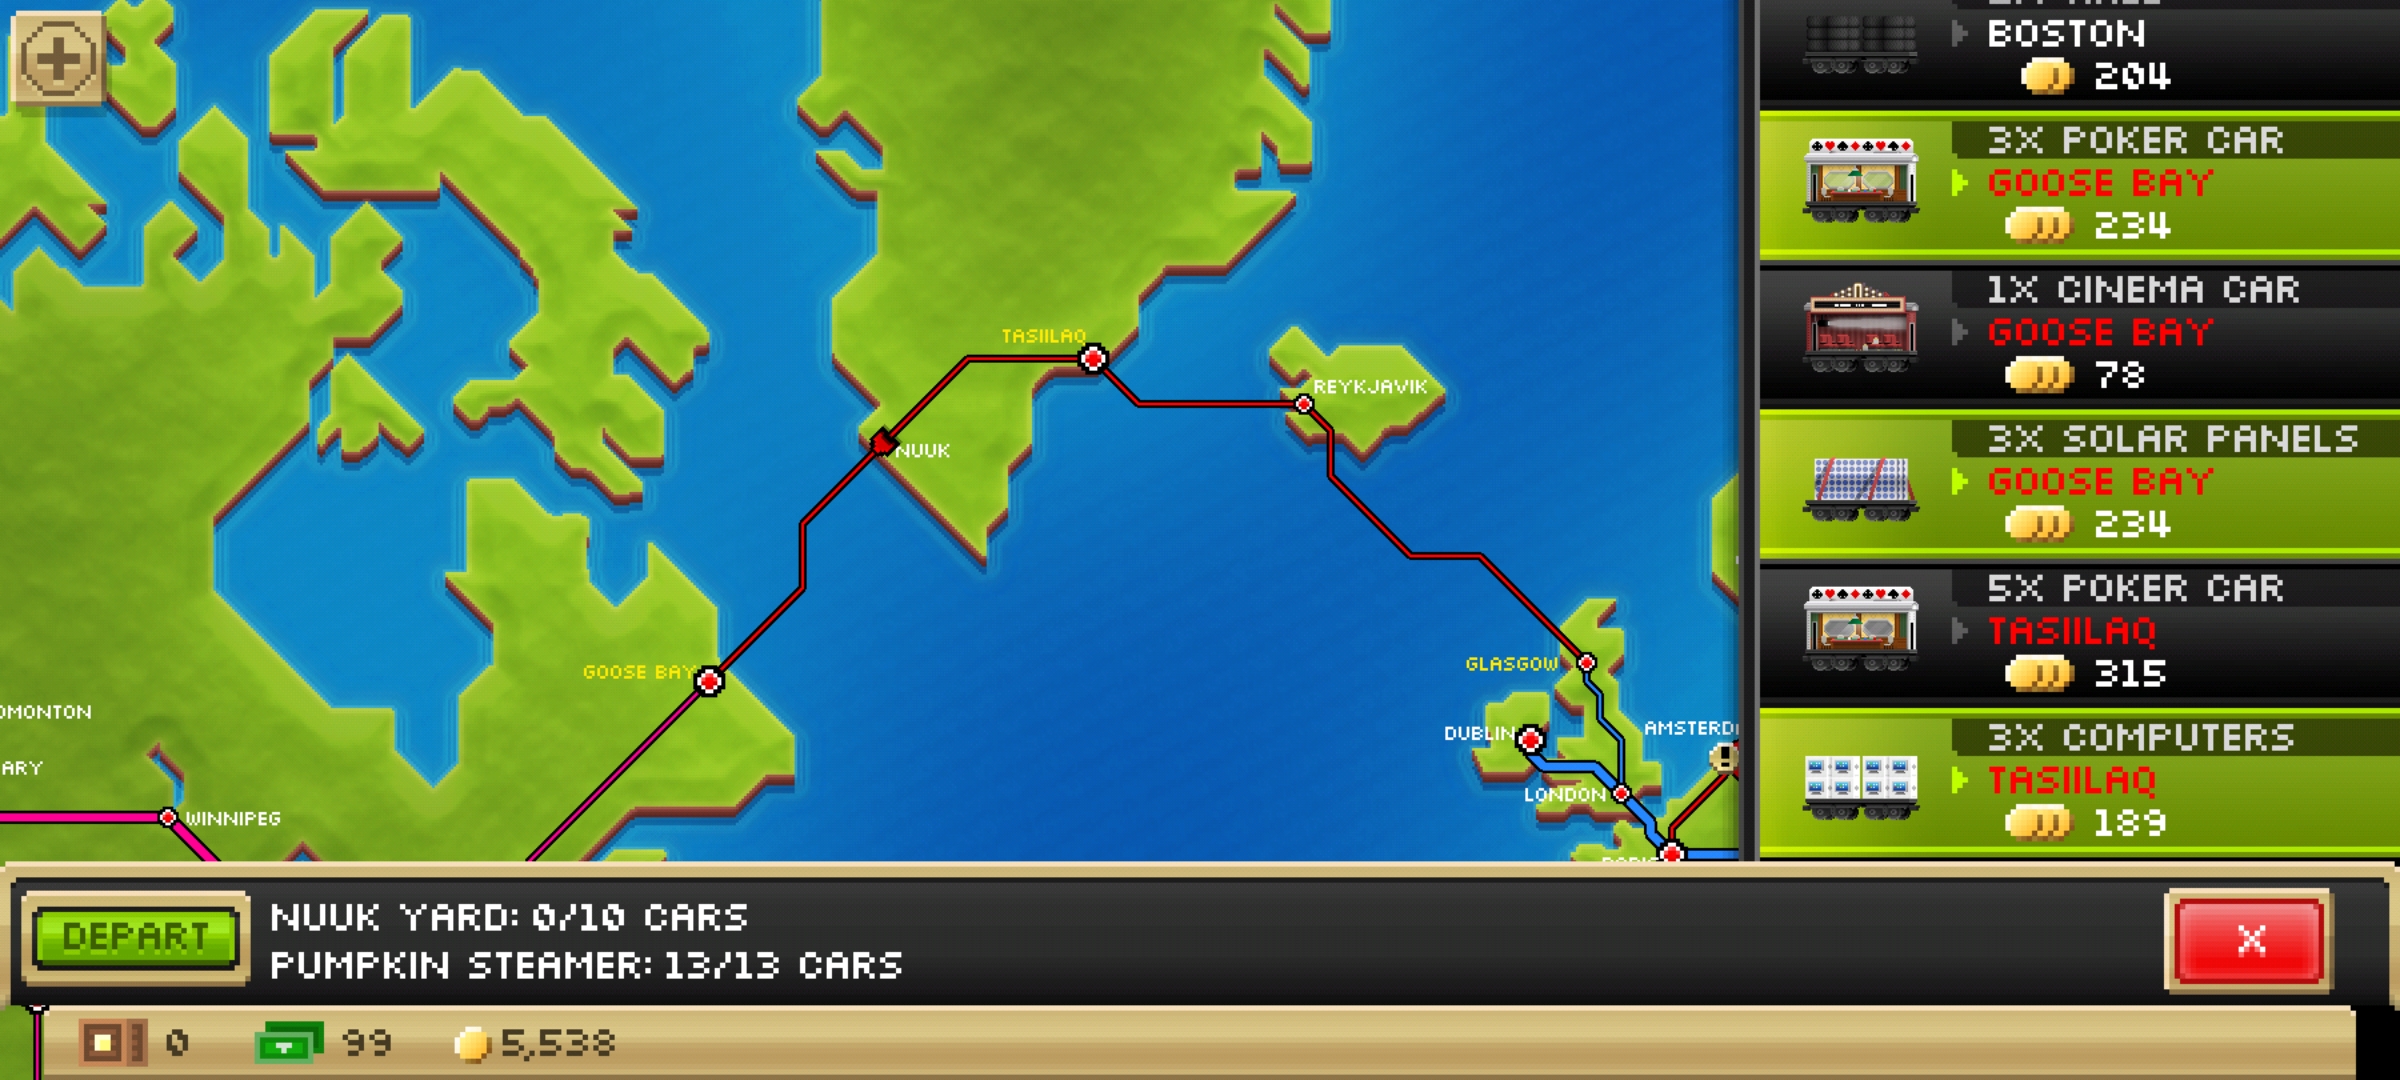 TASIILAQ
REYKJAVIK
NUUK
GOOSE BAY
GLASGOW
DUBLIN
LONDON
AMSTERD
WINNIPEG
DMONTON
ARY
BOSTON
204
3X POKER CAR
GOOSE BAY
234
1X CINEMA CAR
GOOSE BAY
78
3X SOLAR PANELS
GOOSE BAY
234
5X POKER CAR
TASIILAQ
315
3X COMPUTERS
TASIILAQ
189
DEPART
NUUK YARD: 0/10 CARS
PUMPKIN STEAMER: 13/13 CARS
X
0
99
5,538